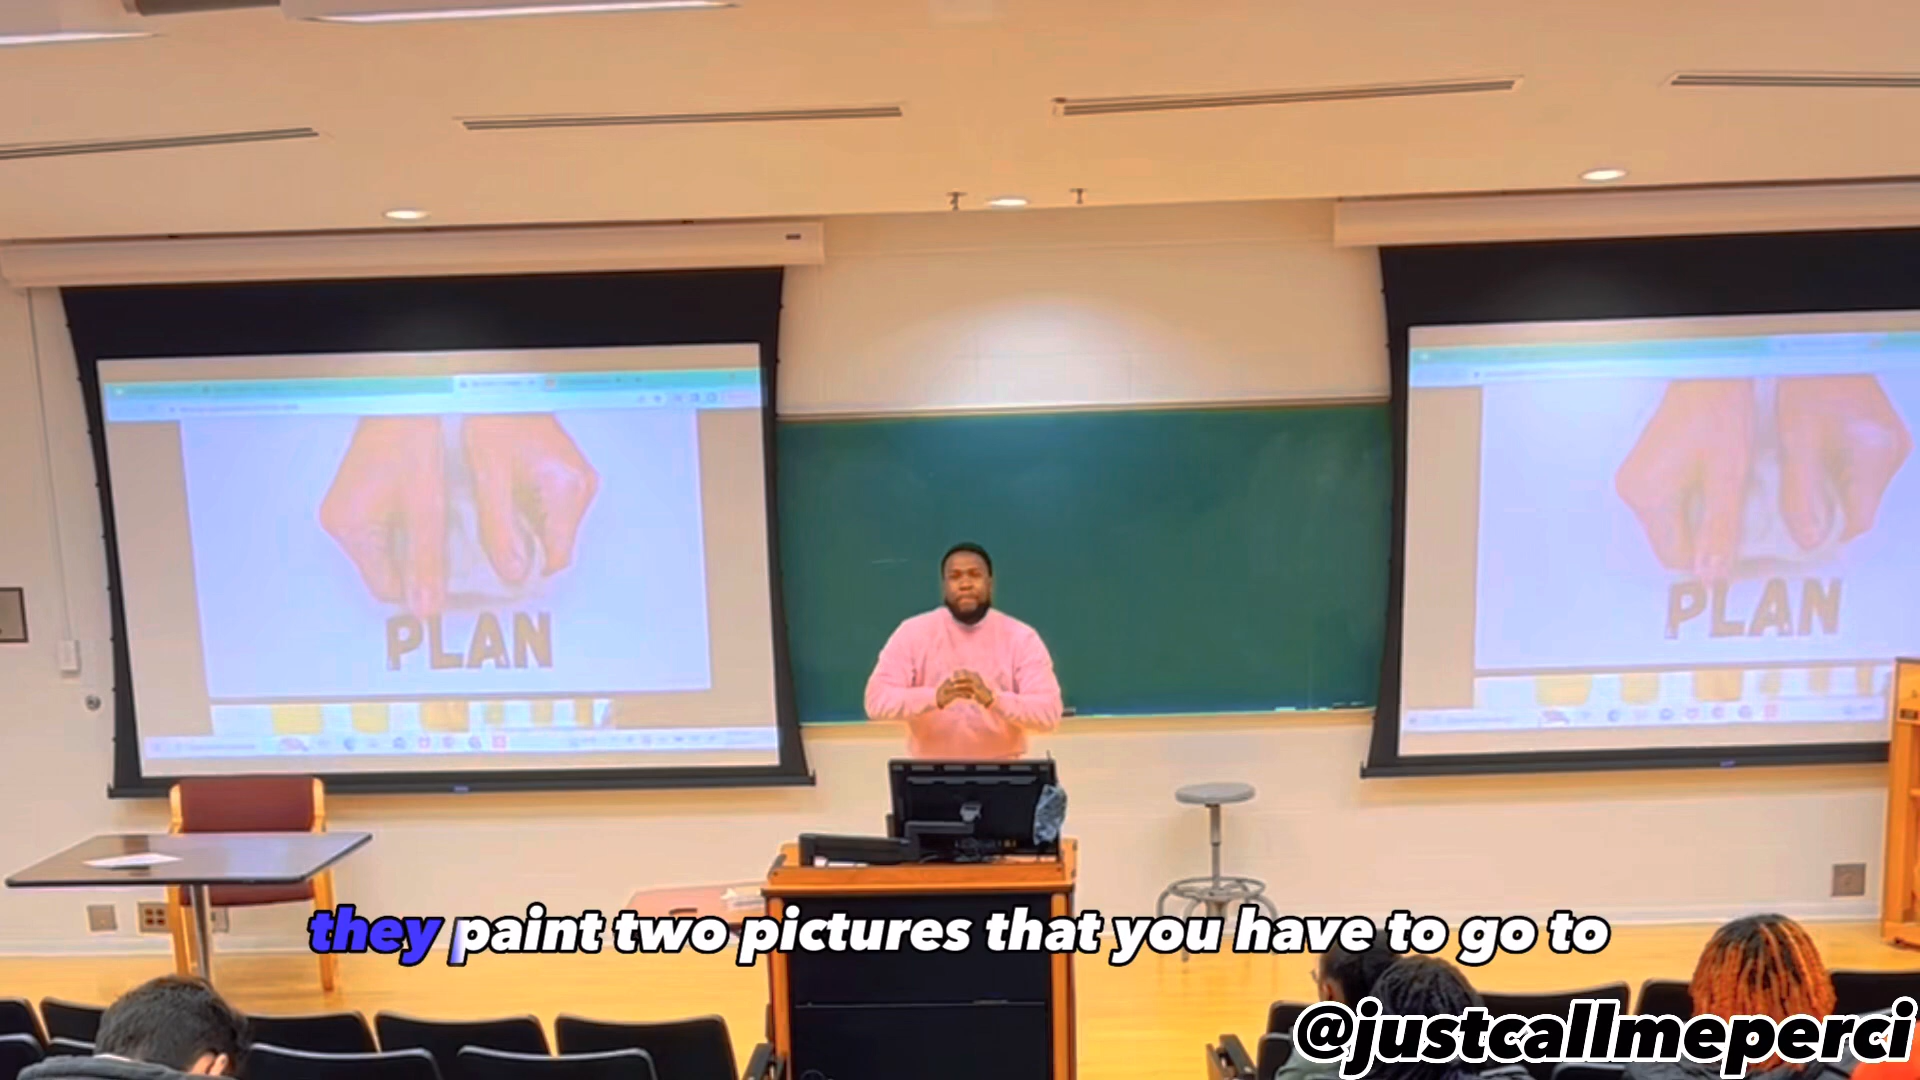 PLAN
PLAN
they paint two pictures that you have to go to
@justcallmeperci